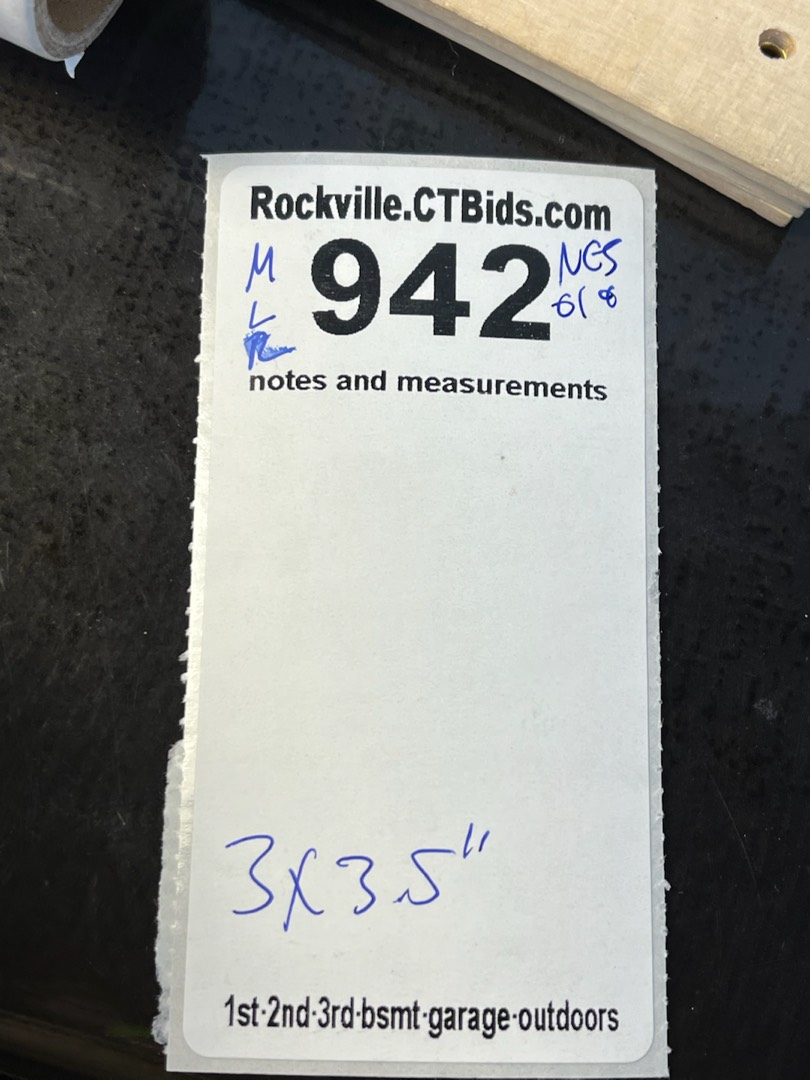 Rockville.CTBids.com
M 942 NCS
L
notes and measurements
3x3.5"
1st·2nd·3rd·bsmt·garage·outdoors